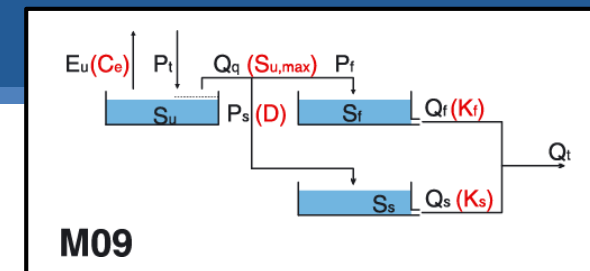 Eu(Ce) Pt Qq (Su,max) Pf
Su Ps(D) Sf Qf(Kf)
Qt
Ss Qs(Ks)
M09